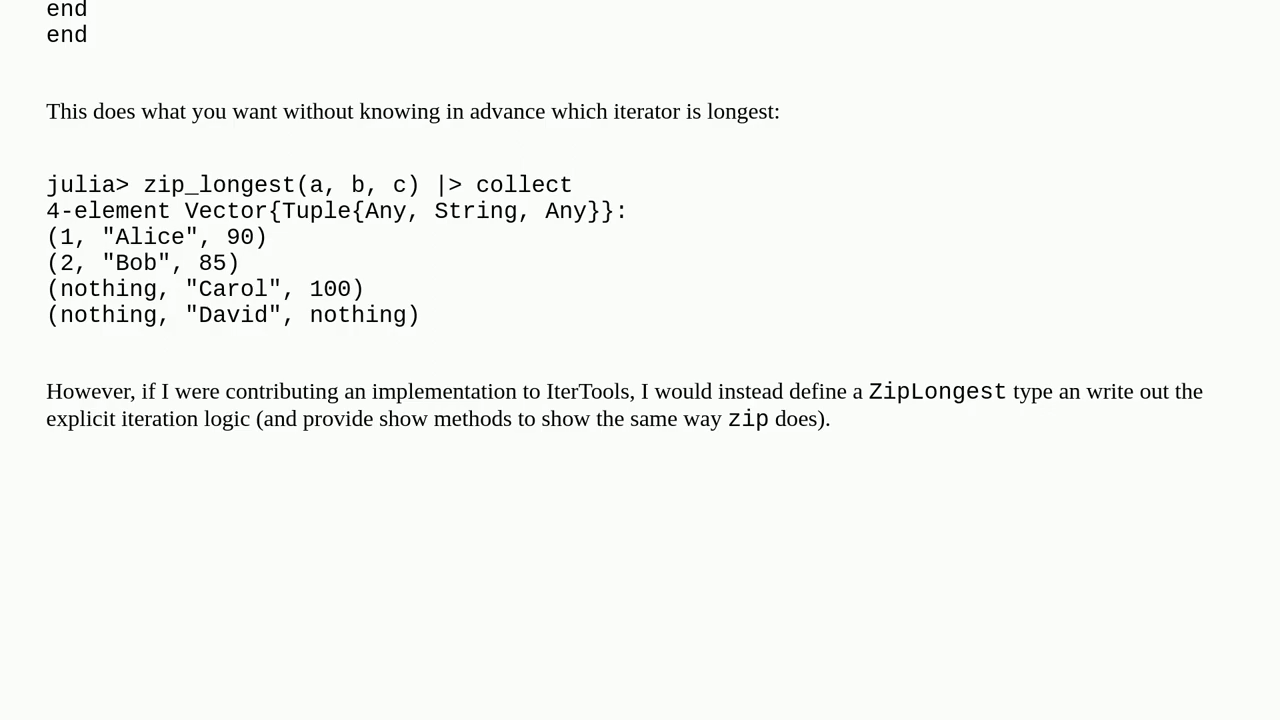 end
end
This does what you want without knowing in advance which iterator is longest:
julia> zip_longest(a, b, c) |> collect
4-element Vector{Tuple{Any, String, Any}}:
(1, "Alice", 90)
(2, "Bob", 85)
(nothing, "Carol", 100)
(nothing, "David", nothing)
However, if I were contributing an implementation to IterTools, I would instead define a ZipLongest type an write out the
explicit iteration logic (and provide show methods to show the same way zip does).